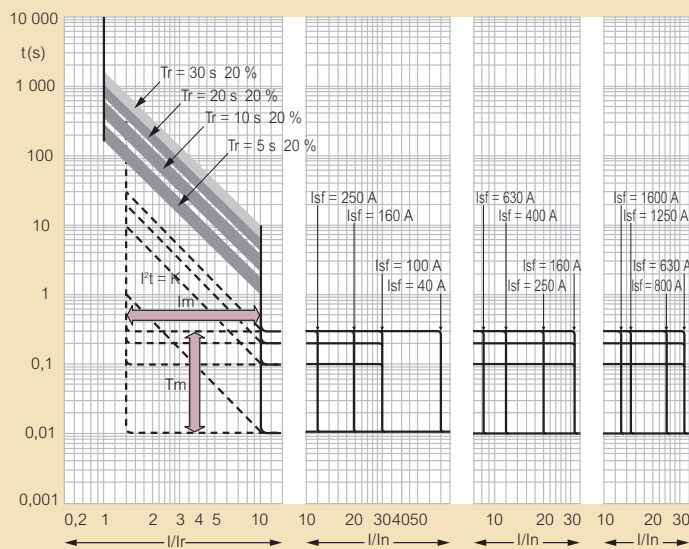 10 000
t(s)
1 000
100
10
1
0,1
0,01
0,001
Tr = 30 s 20 %
Tr = 20 s 20 %
Tr = 10 s 20 %
Tr = 5 s 20 %
I²t = K
Im
Tm
Isf = 250 A
Isf = 160 A
Isf = 100 A
Isf = 40 A
Isf = 630 A
Isf = 400 A
Isf = 160 A
Isf = 250 A
Isf = 1600 A
Isf = 1250 A
Isf = 630 A
Isf = 800 A
0,2 1 2 3 4 5 10
I/Ir
10 20 30 40 50
I/In
10 20 30
I/In
10 20 30
I/In